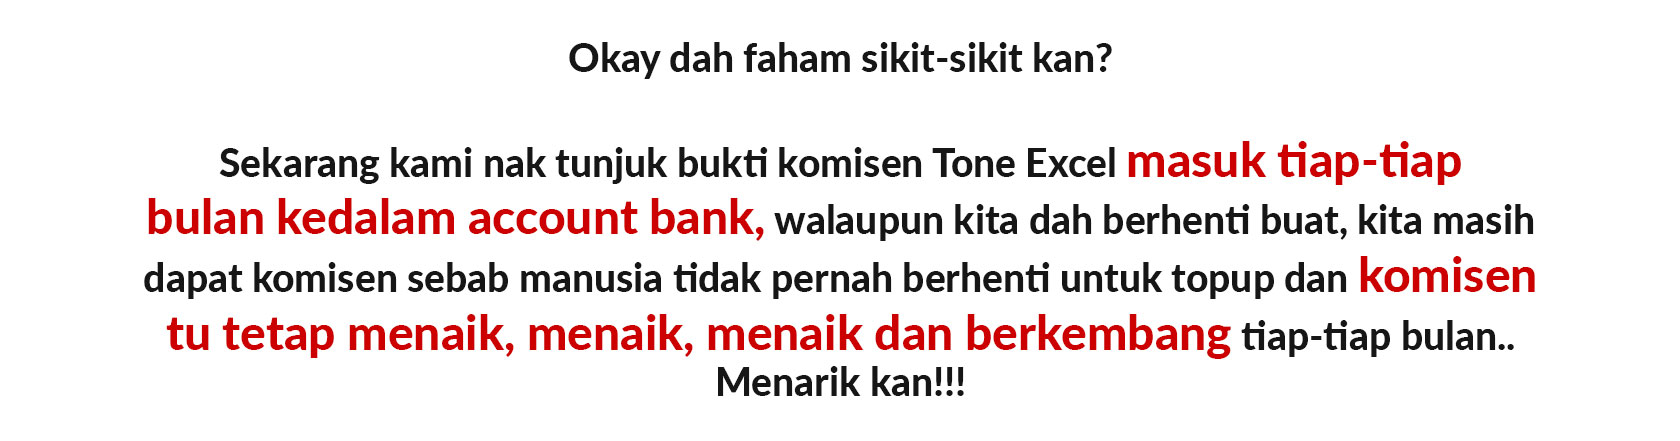 Okay dah faham sikit-sikit kan?
Sekarang kami nak tunjuk bukti komisen Tone Excel masuk tiap-tiap
bulan kedalam account bank, walaupun kita dah berhenti buat, kita masih
dapat komisen sebab manusia tidak pernah berhenti untuk topup dan komisen
tu tetap menaik, menaik, menaik dan berkembang tiap-tiap bulan..
Menarik kan!!!